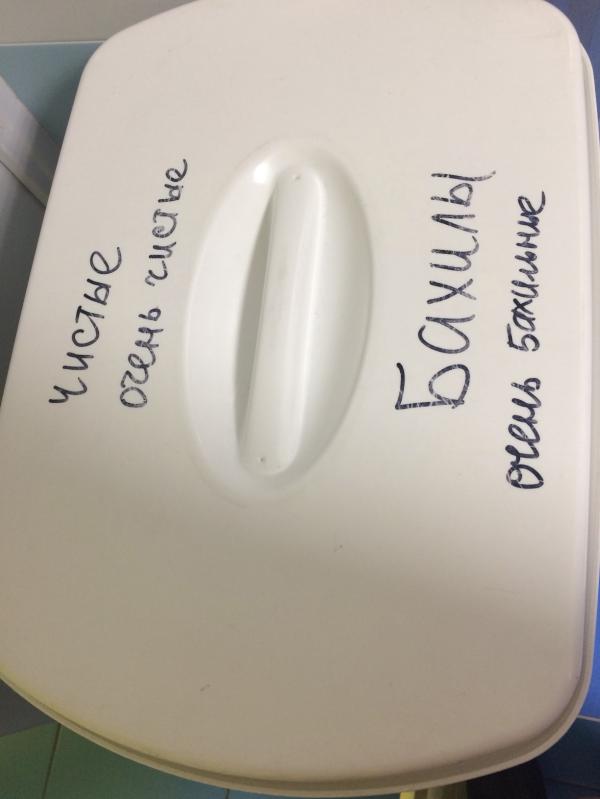 чистые
очень чистые
Бахилы
очень бахильные